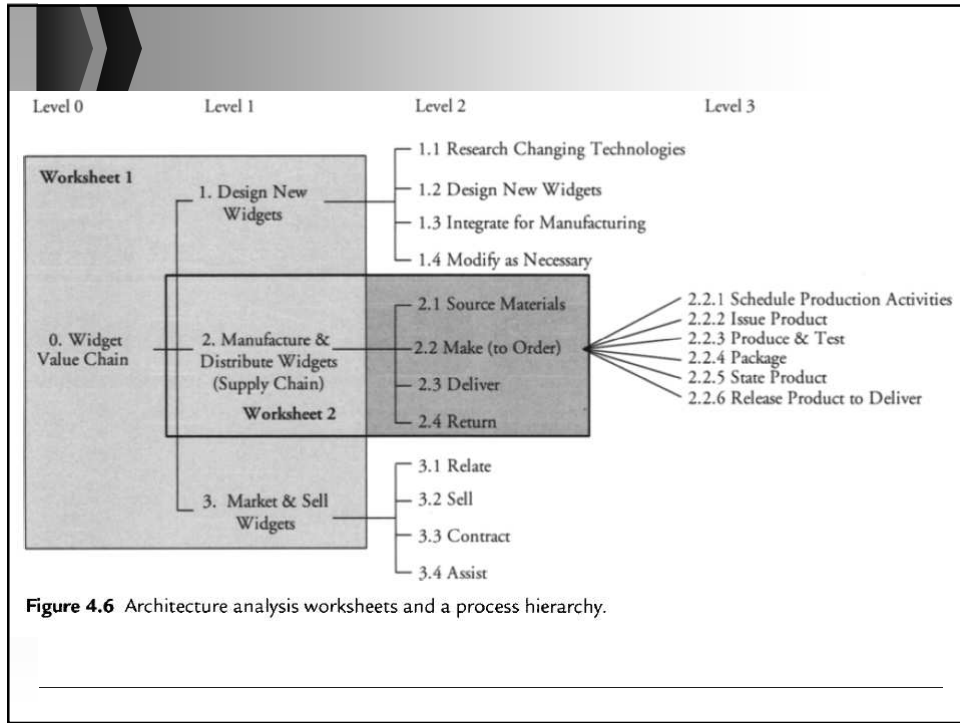 Level 0
Level 1
Level 2
Level 3
Worksheet 1
0. Widget
Value Chain
1. Design New
Widgets
1.1 Research Changing Technologies
1.2 Design New Widgets
1.3 Integrate for Manufacturing
1.4 Modify as Necessary
2. Manufacture &
Distribute Widgets
(Supply Chain)
Worksheet 2
2.1 Source Materials
2.2 Make (to Order)
2.3 Deliver
2.4 Return
2.2.1 Schedule Production Activities
2.2.2 Issue Product
2.2.3 Produce & Test
2.2.4 Package
2.2.5 State Product
2.2.6 Release Product to Deliver
3. Market & Sell
Widgets
3.1 Relate
3.2 Sell
3.3 Contract
3.4 Assist
Figure 4.6 Architecture analysis worksheets and a process hierarchy.